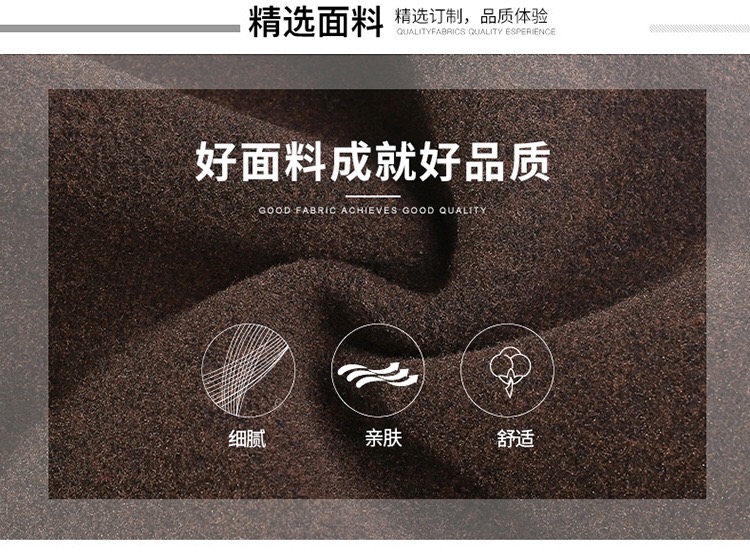 精选面料
精选订制，品质体验
QUALITYFABRICS QUALITY ESPERIENCE
好面料成就好品质
GOOD FABRIC ACHIEVES GOOD QUALITY
细腻
亲肤
舒适